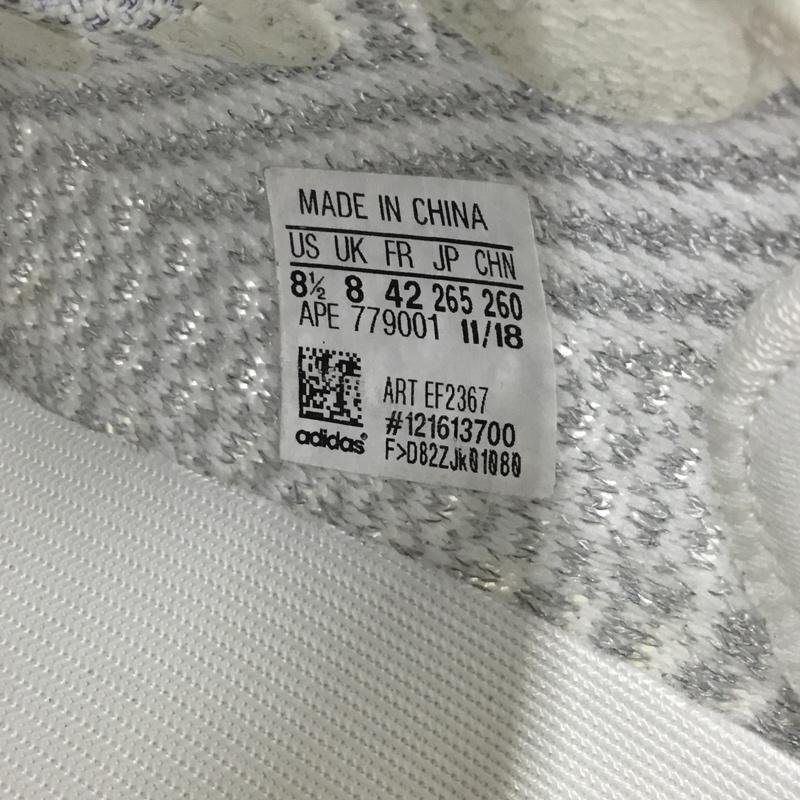 MADE IN CHINA
US UK FR JP CHN
8½ 8 42 265 260
APE 779001 11/18
ART EF2367
#121613700
adidas®
F>D82ZJk01080